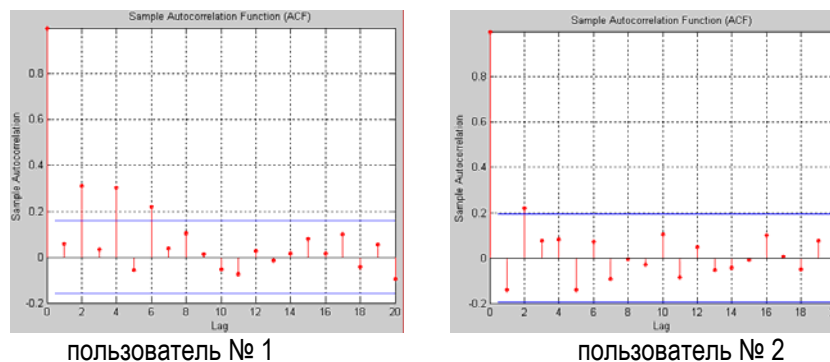 Sample Autocorrelation Function (ACF)
Sample Autocorrelation
0.8
0.6
0.4
0.2
0
-0.2
0 2 4 6 8 10 12 14 16 18 20
Lag
пользователь № 1
Sample Autocorrelation Function (ACF)
Sample Autocorrelation
0.8
0.6
0.4
0.2
0
-0.2
0 2 4 6 8 10 12 14 16 18
Lag
пользователь № 2